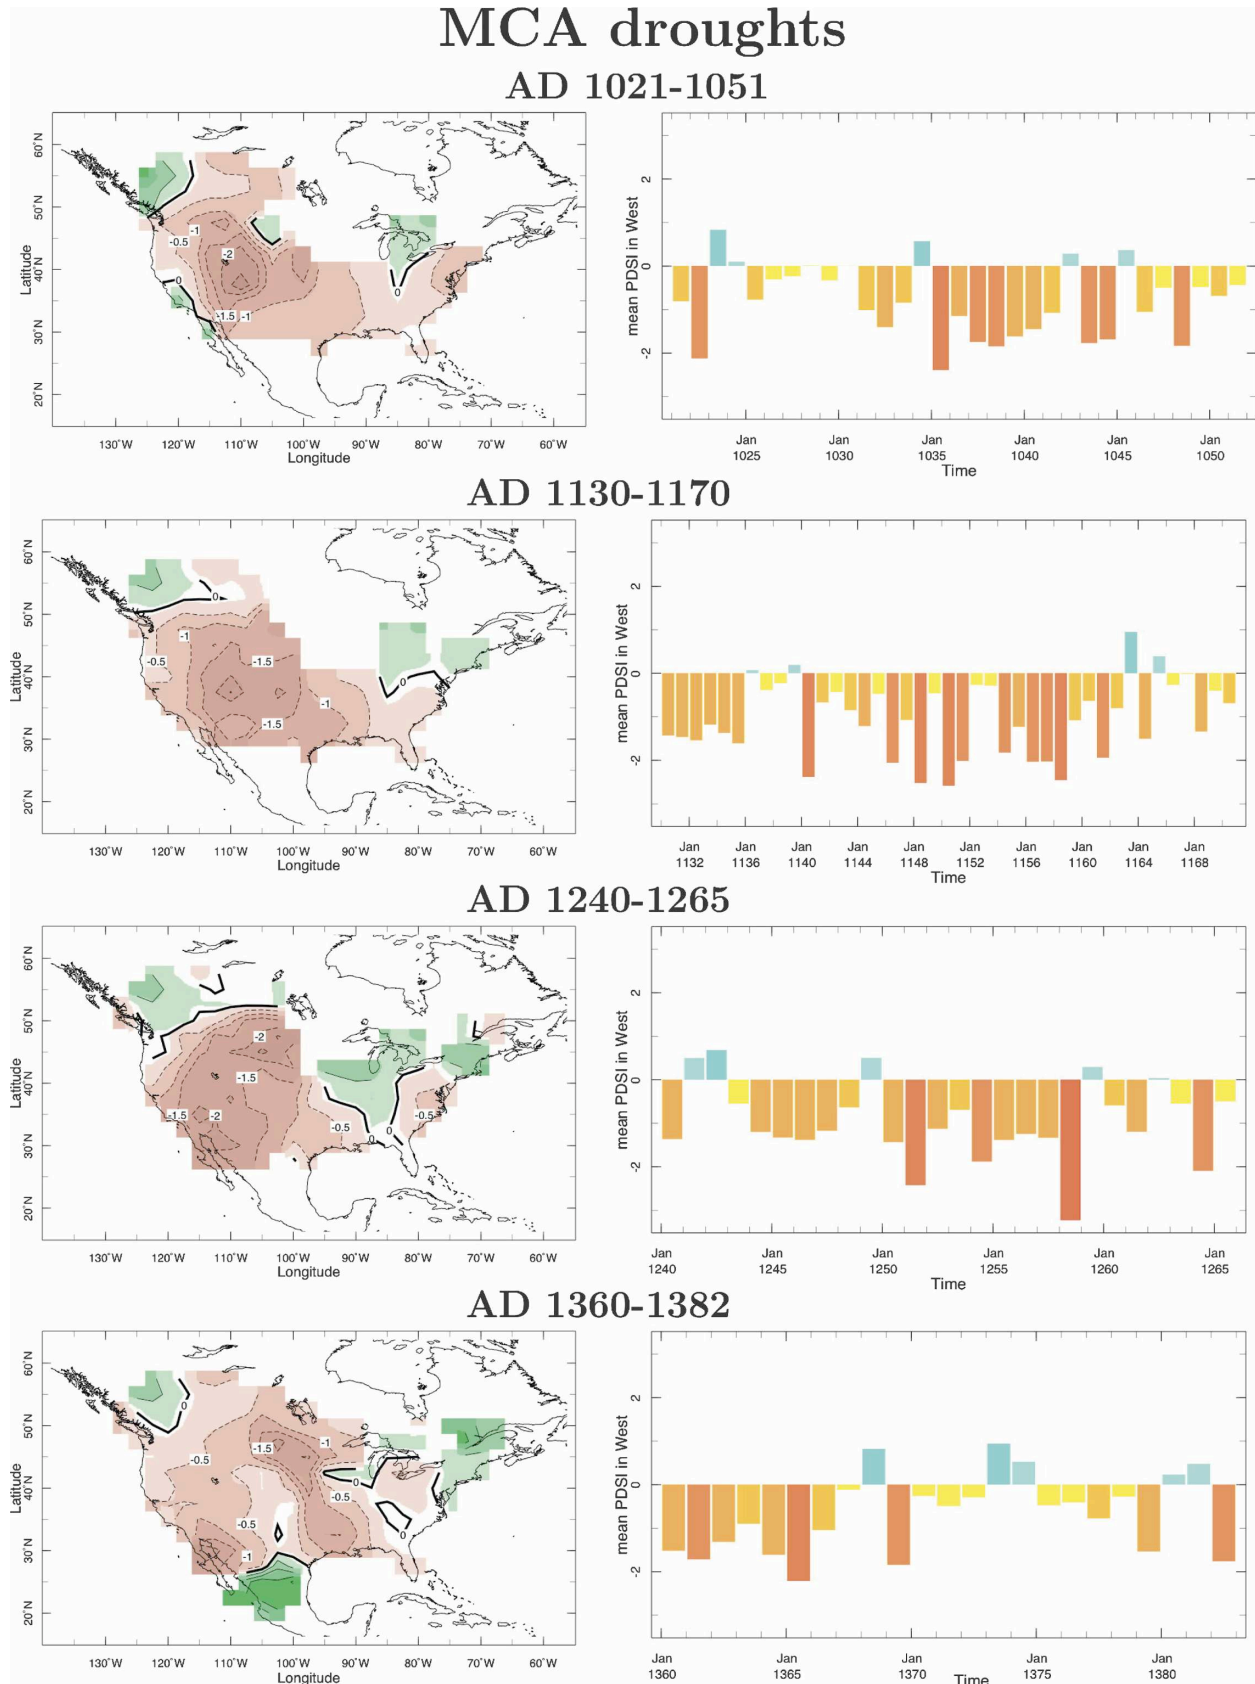 MCA droughts
AD 1021-1051
60°N
50°N
40°N
30°N
20°N
Latitude
-1
-0.5
-2
0
-1.5
-1
0
130°W 120°W 110°W 100°W 90°W 80°W 70°W 60°W
Longitude
mean PDSI in West
2
0
-2
Jan Jan Jan Jan Jan Jan
1025 1030 1035 1040 1045 1050
Time
AD 1130-1170
60°N
50°N
40°N
30°N
20°N
Latitude
0
-1
-0.5
-1.5
0
-1
-1.5
130°W 120°W 110°W 100°W 90°W 80°W 70°W 60°W
Longitude
mean PDSI in West
2
0
-2
Jan Jan Jan Jan Jan Jan Jan Jan Jan Jan
1132 1136 1140 1144 1148 1152 1156 1160 1164 1168
Time
AD 1240-1265
60°N
50°N
40°N
30°N
20°N
Latitude
-2
-1.5
-1.5
-2
-0.5
-0.5
0
0
130°W 120°W 110°W 100°W 90°W 80°W 70°W 60°W
Longitude
mean PDSI in West
2
0
-2
Jan Jan Jan Jan Jan Jan
1240 1245 1250 1255 1260 1265
Time
AD 1360-1382
60°N
50°N
40°N
30°N
20°N
Latitude
0
-1.5
-1
-0.5
0
-0.5
-0.5
0
-1
130°W 120°W 110°W 100°W 90°W 80°W 70°W 60°W
Longitude
mean PDSI in West
2
0
-2
Jan Jan Jan Jan Jan
1360 1365 1370 1375 1380
Time